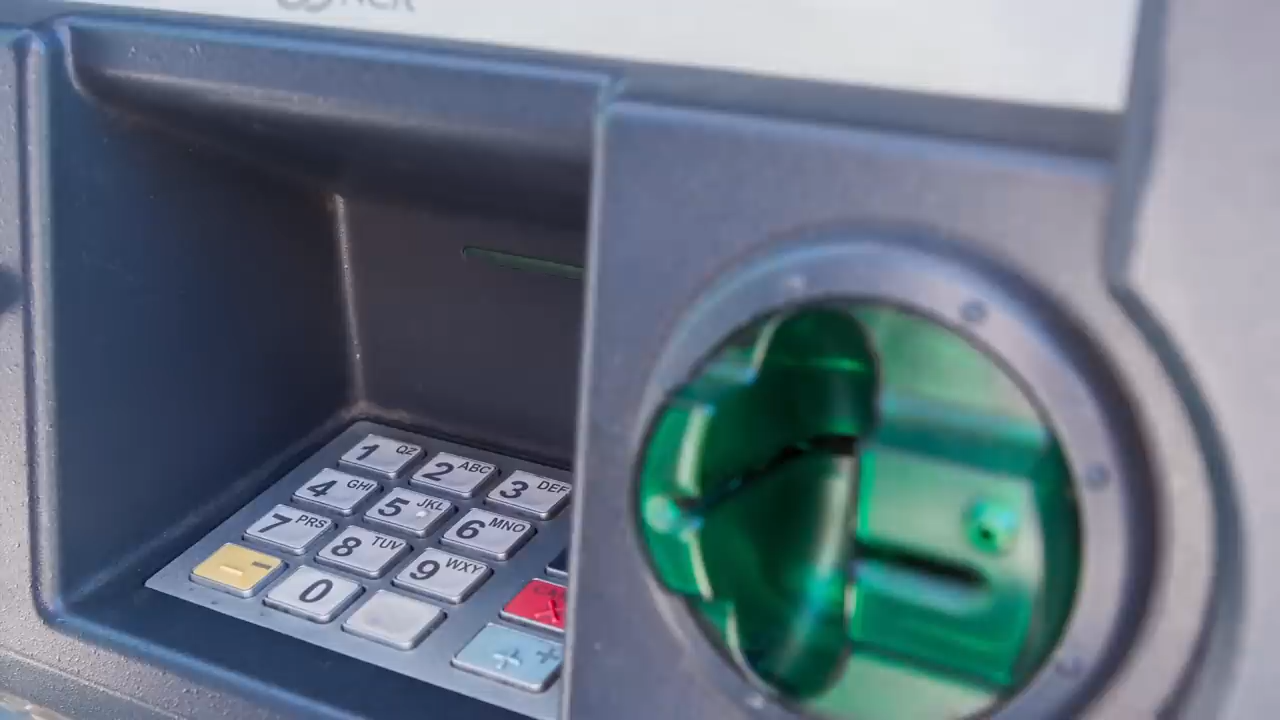 1 QZ
2 ABC
3 DEF
4 GHI
5 JKL
6 MNO
7 PRS
8 TUV
9 WXY
0